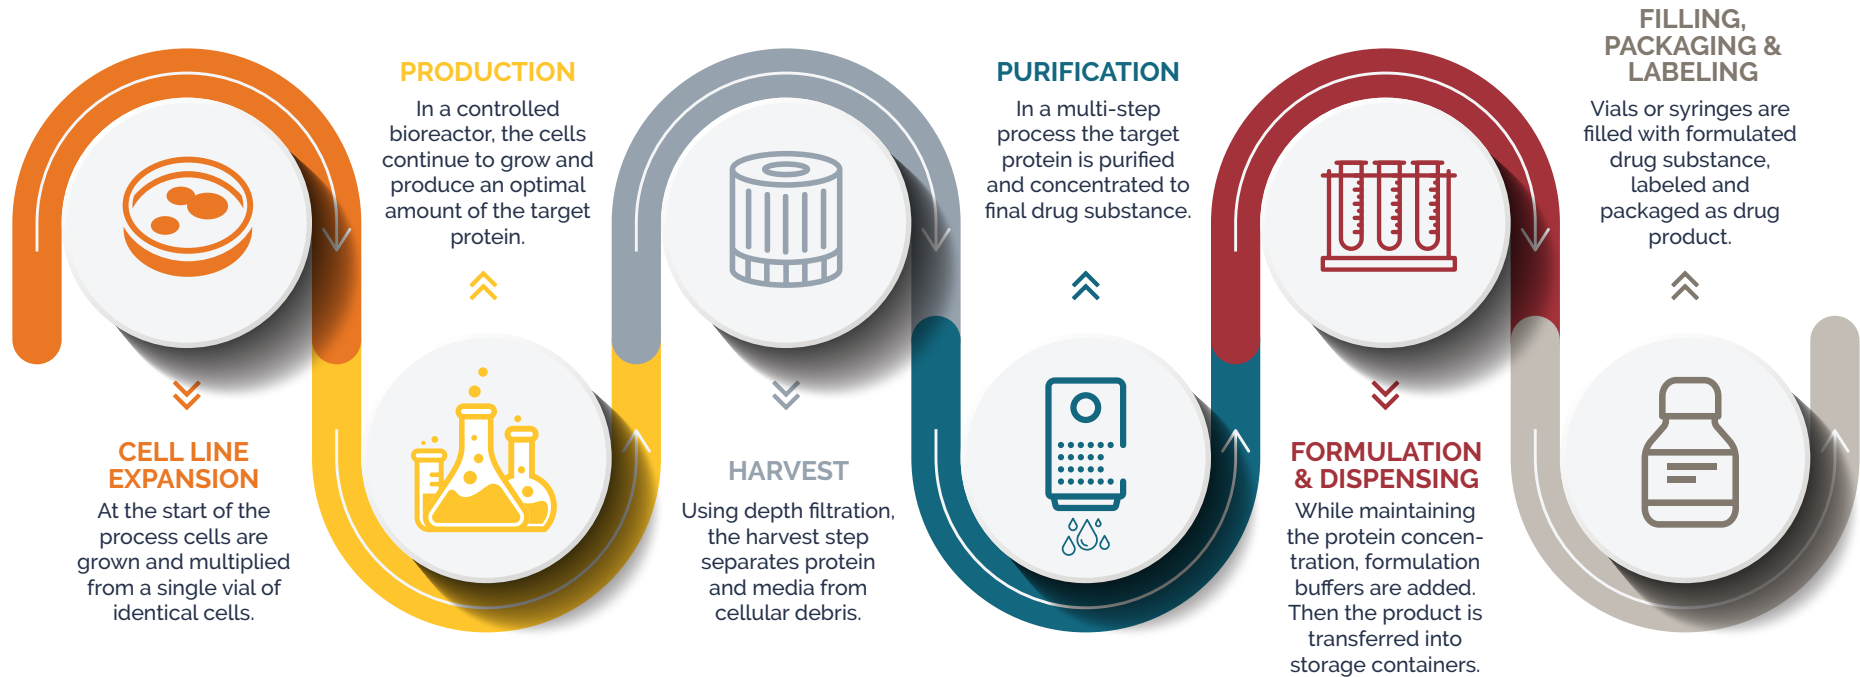 CELL LINE
EXPANSION
At the start of the
process cells are
grown and multiplied
from a single vial of
identical cells.
PRODUCTION
In a controlled
bioreactor, the cells
continue to grow and
produce an optimal
amount of the target
protein.
HARVEST
Using depth filtration,
the harvest step
separates protein
and media from
cellular debris.
PURIFICATION
In a multi-step
process the target
protein is purified
and concentrated to
final drug substance.
FORMULATION
& DISPENSING
While maintaining
the protein concen-
tration, formulation
buffers are added.
Then the product is
transferred into
storage containers.
FILLING,
PACKAGING &
LABELING
Vials or syringes are
filled with formulated
drug substance,
labeled and
packaged as drug
product.